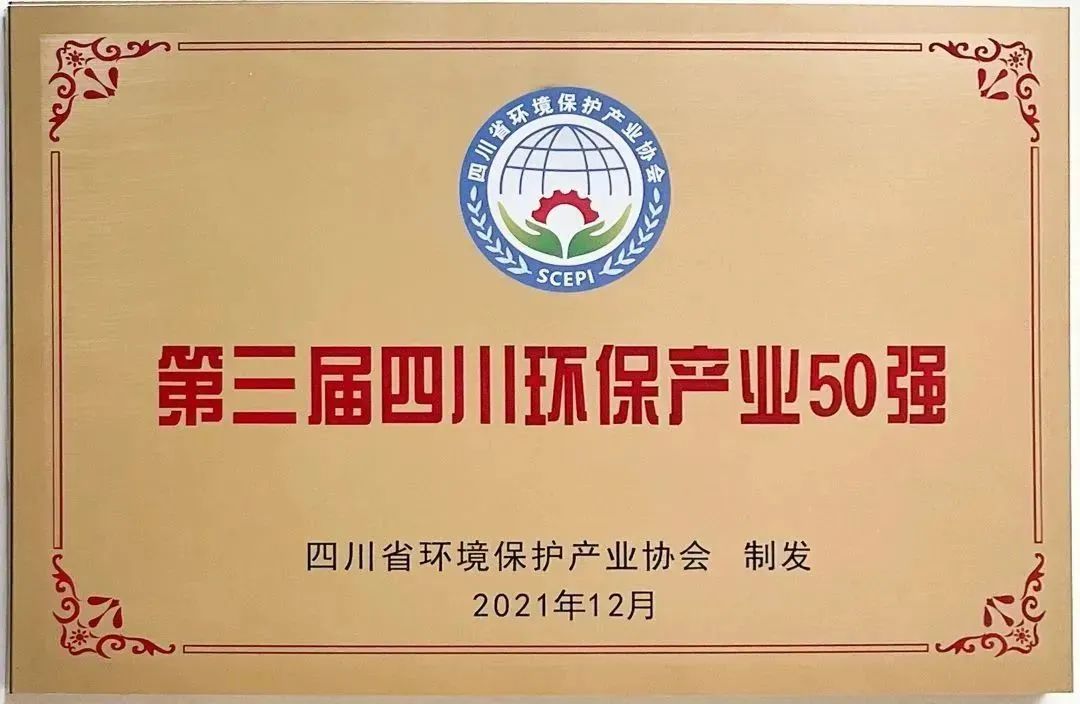 四川省环境保护产业协会
SCEPI
第三届四川环保产业50强
四川省环境保护产业协会 制发
2021年12月